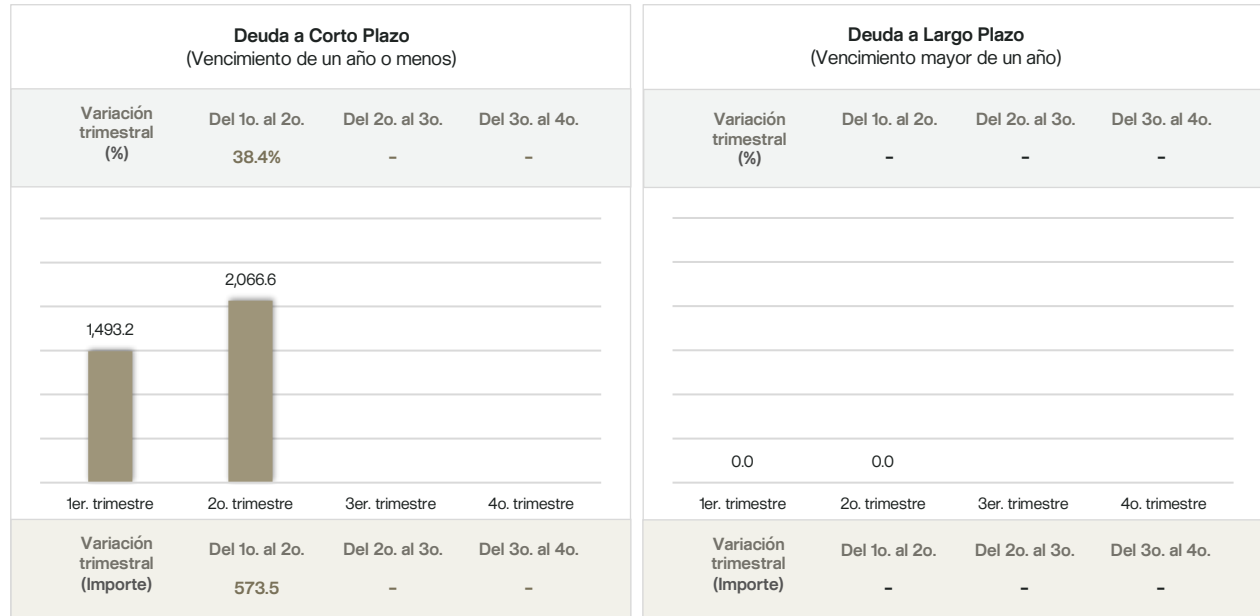 Deuda a Corto Plazo
(Vencimiento de un año o menos)
Variación
trimestral
(%)
Del 1o. al 2o.
Del 2o. al 3o.
Del 3o. al 4o.
38.4%
-
-
2,066.6
1,493.2
1er. trimestre
2o. trimestre
3er. trimestre
4o. trimestre
Variación
trimestral
(Importe)
Del 1o. al 2o.
Del 2o. al 3o.
Del 3o. al 4o.
573.5
-
-
Deuda a Largo Plazo
(Vencimiento mayor de un año)
Variación
trimestral
(%)
Del 1o. al 2o.
Del 2o. al 3o.
Del 3o. al 4o.
-
-
-
0.0
0.0
1er. trimestre
2o. trimestre
3er. trimestre
4o. trimestre
Variación
trimestral
(Importe)
Del 1o. al 2o.
Del 2o. al 3o.
Del 3o. al 4o.
-
-
-